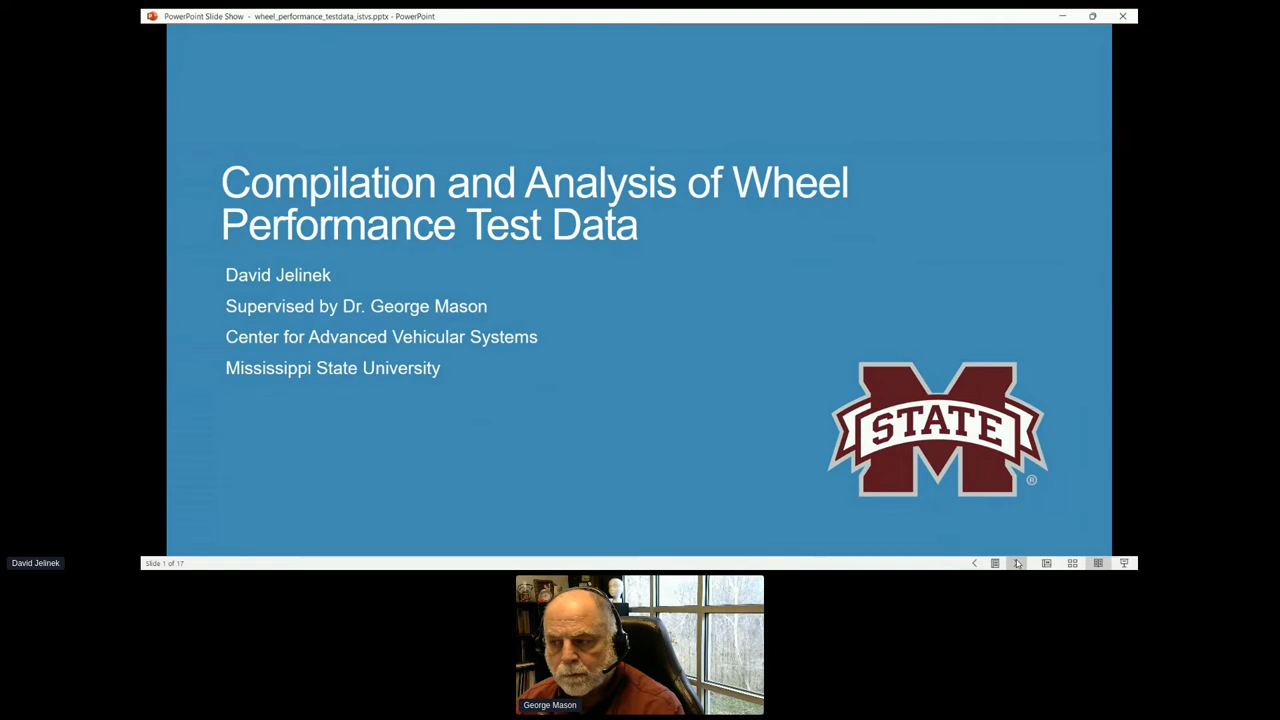 PowerPoint Slide Show - wheel_performance_testdata_istvs.pptx - PowerPoint
Compilation and Analysis of Wheel
Performance Test Data
David Jelinek
Supervised by Dr. George Mason
Center for Advanced Vehicular Systems
Mississippi State University
STATE
®
David Jelinek
Slide 1 of 17
George Mason